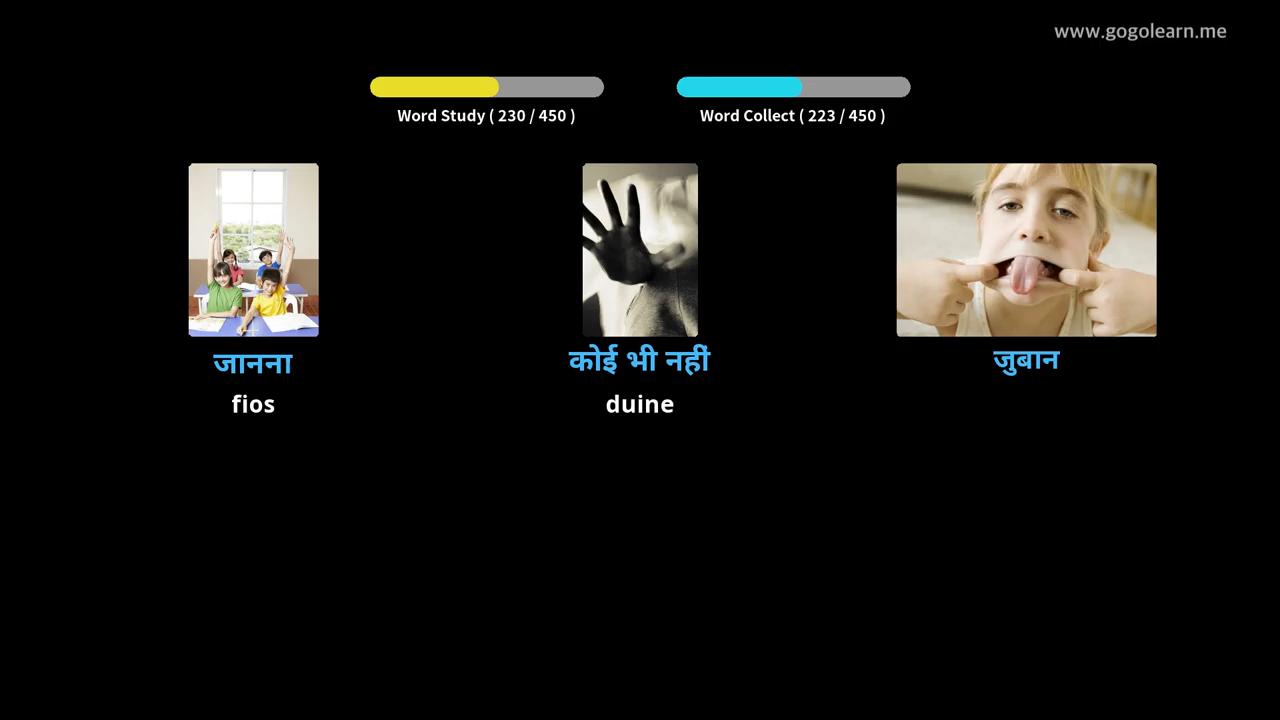 www.gogolearn.me
Word Study ( 230 / 450 )
Word Collect ( 223 / 450 )
जानना
कोई भी नहीं
जुबान
fios
duine